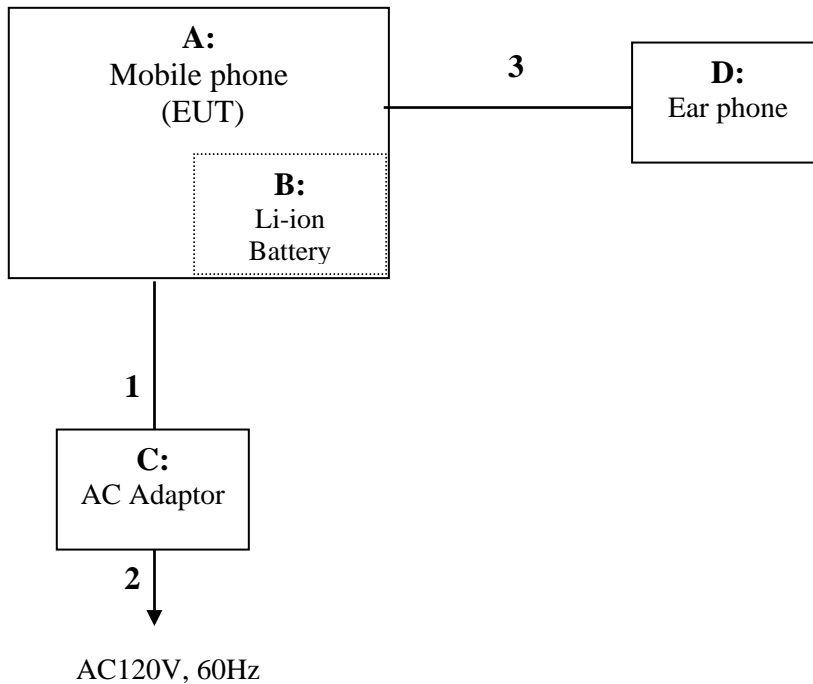 A:
Mobile phone
(EUT)
3
D:
Ear phone
B:
Li-ion
Battery
1
C:
AC Adaptor
2
AC120V, 60Hz